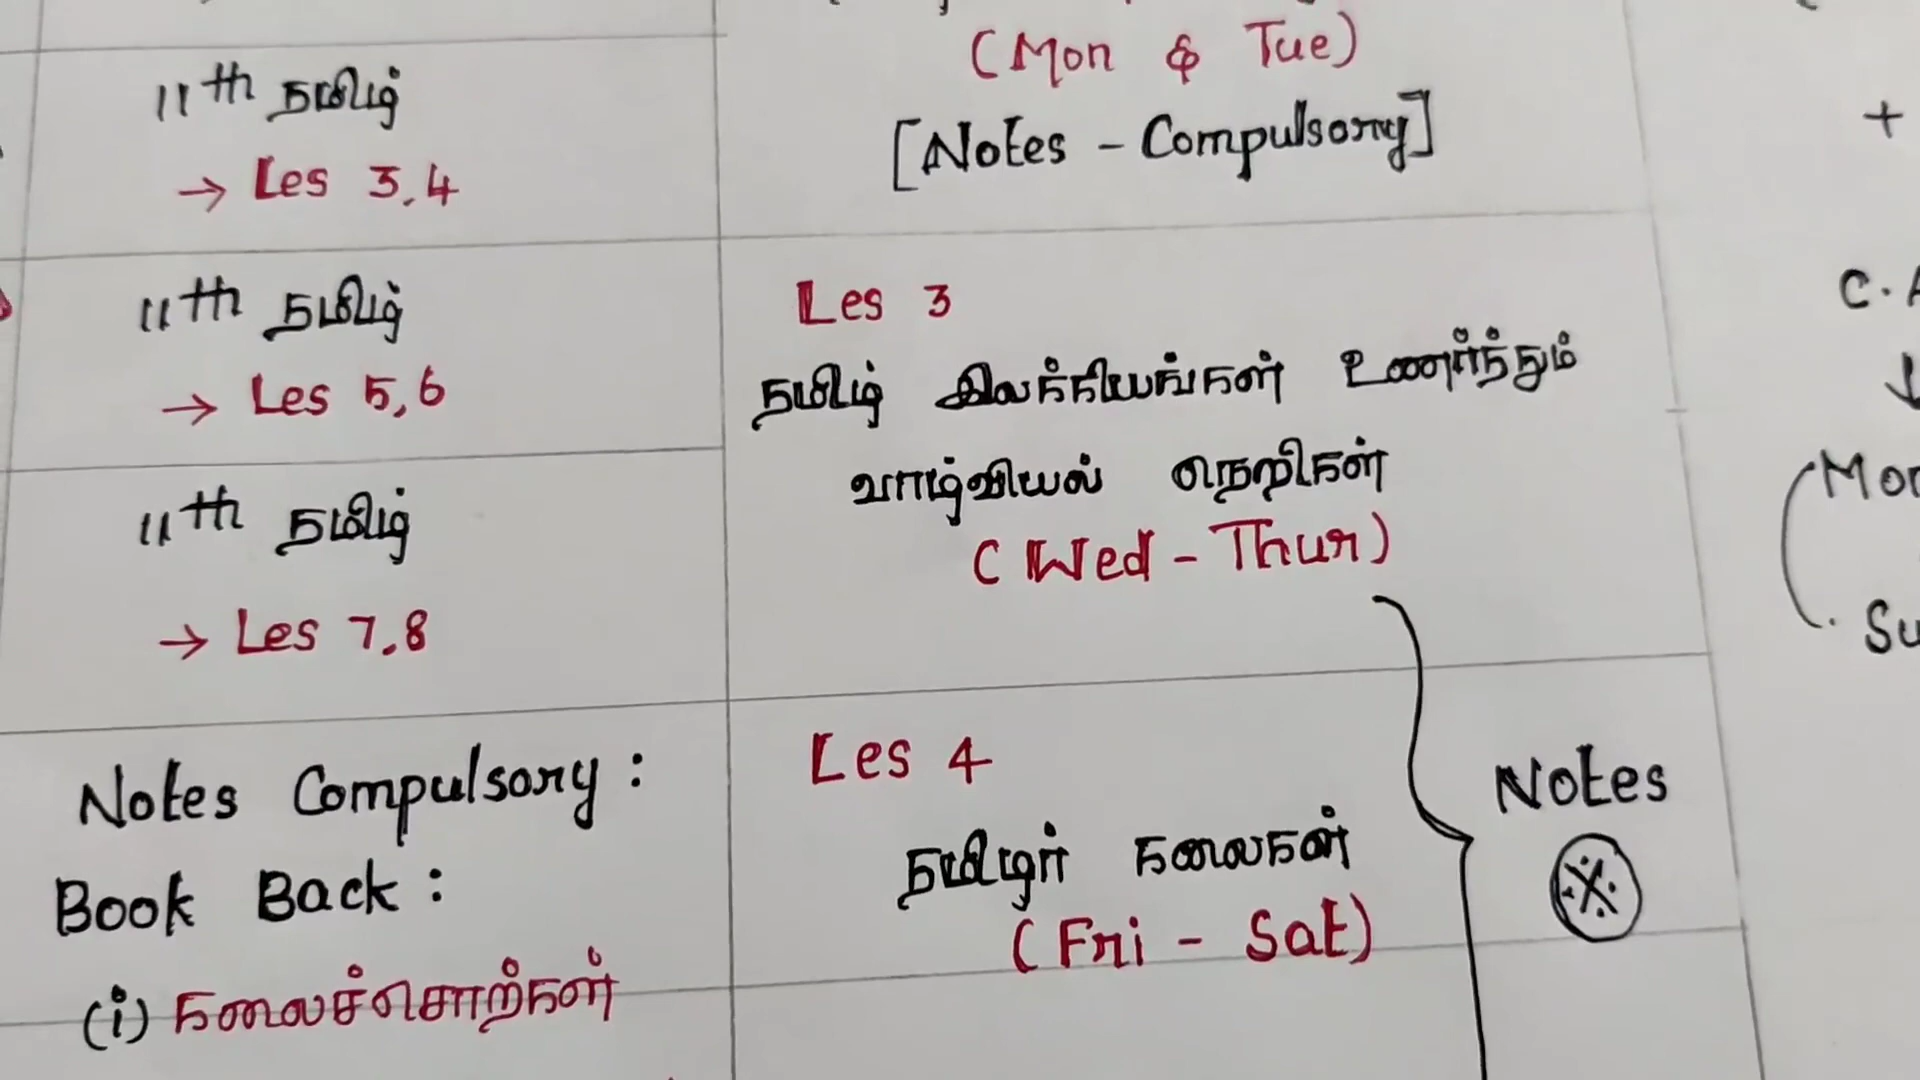 11th தமிழ்
→ Les 3,4
11th தமிழ்
→ Les 5,6
11th தமிழ்
→ Les 7,8
Notes Compulsory :
Book Back :
(i) கலைச்சொற்கள்
(Mon & Tue)
[Notes - Compulsory]
Les 3
தமிழ் இலக்கியங்கள் உணர்த்தும்
வாழ்வியல் நெறிகள்
(Wed - Thur)
Les 4
தமிழர் கலைகள்
(Fri - Sat)
Notes
※
+
C.
↓